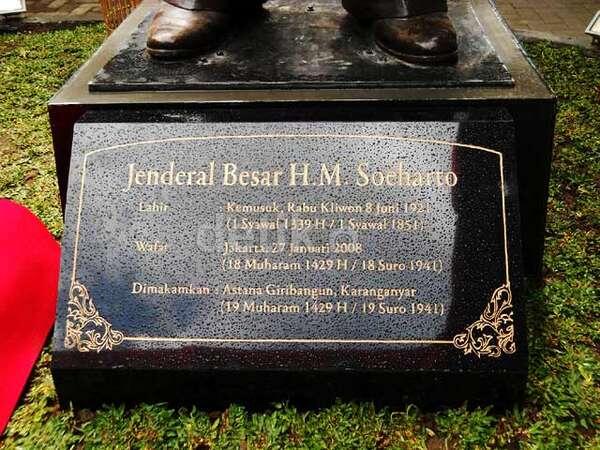 Jenderal Besar H.M. Soeharto
Lahir : Kemusuk, Rabu Kliwon 8 Juni 1921
(1 Syawal 1339 H / 1 Syawal 1851)
Wafat : Jakarta, 27 Januari 2008
(18 Muharam 1429 H / 18 Suro 1941)
Dimakamkan : Astana Giribangun, Karanganyar
(19 Muharam 1429 H / 19 Suro 1941)